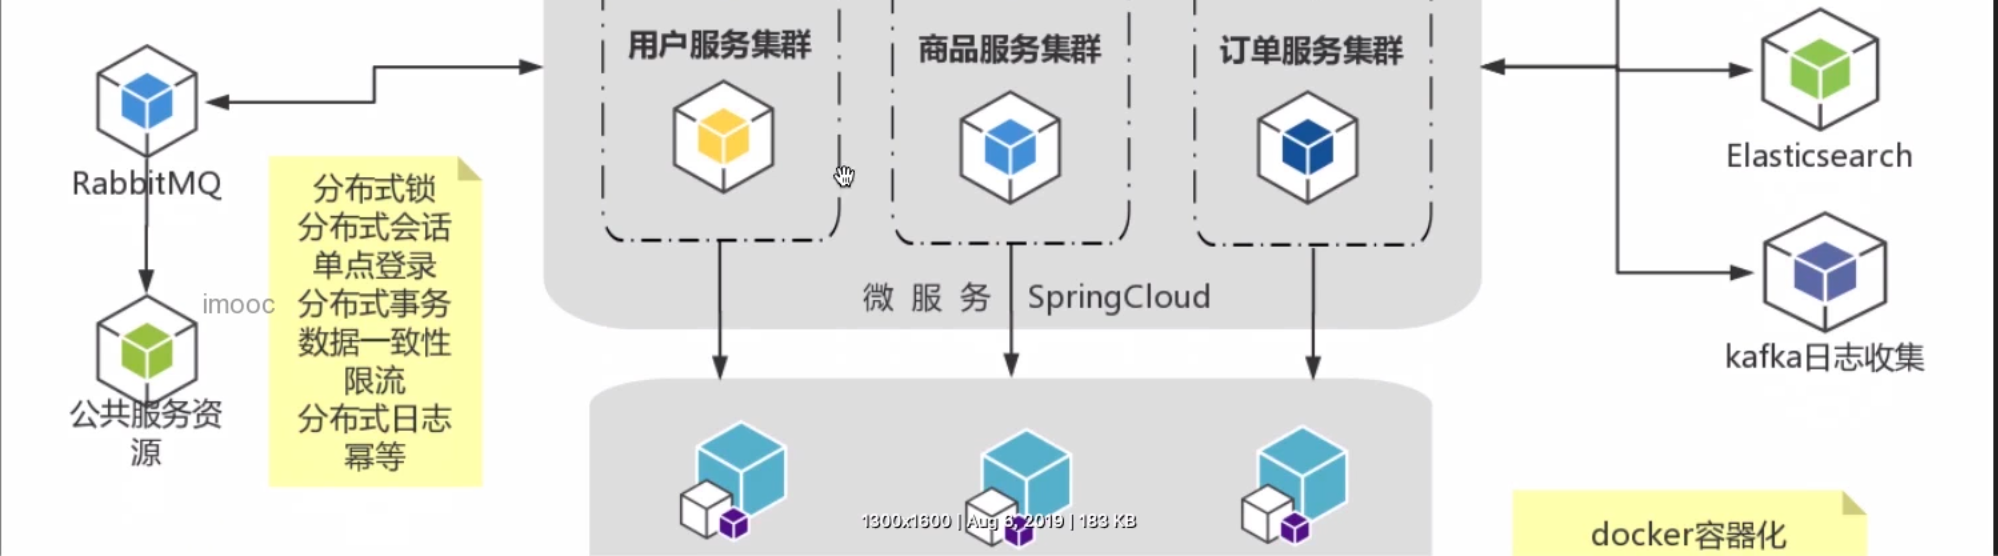 用户服务集群
商品服务集群
订单服务集群
RabbitMQ
Elasticsearch
分布式锁
分布式会话
单点登录
分布式事务
数据一致性
限流
分布式日志
幂等
imooc
微 服 务
SpringCloud
kafka日志收集
公共服务资
源
1300x1600 | Aug 6, 2019 | 183 KB
docker容器化